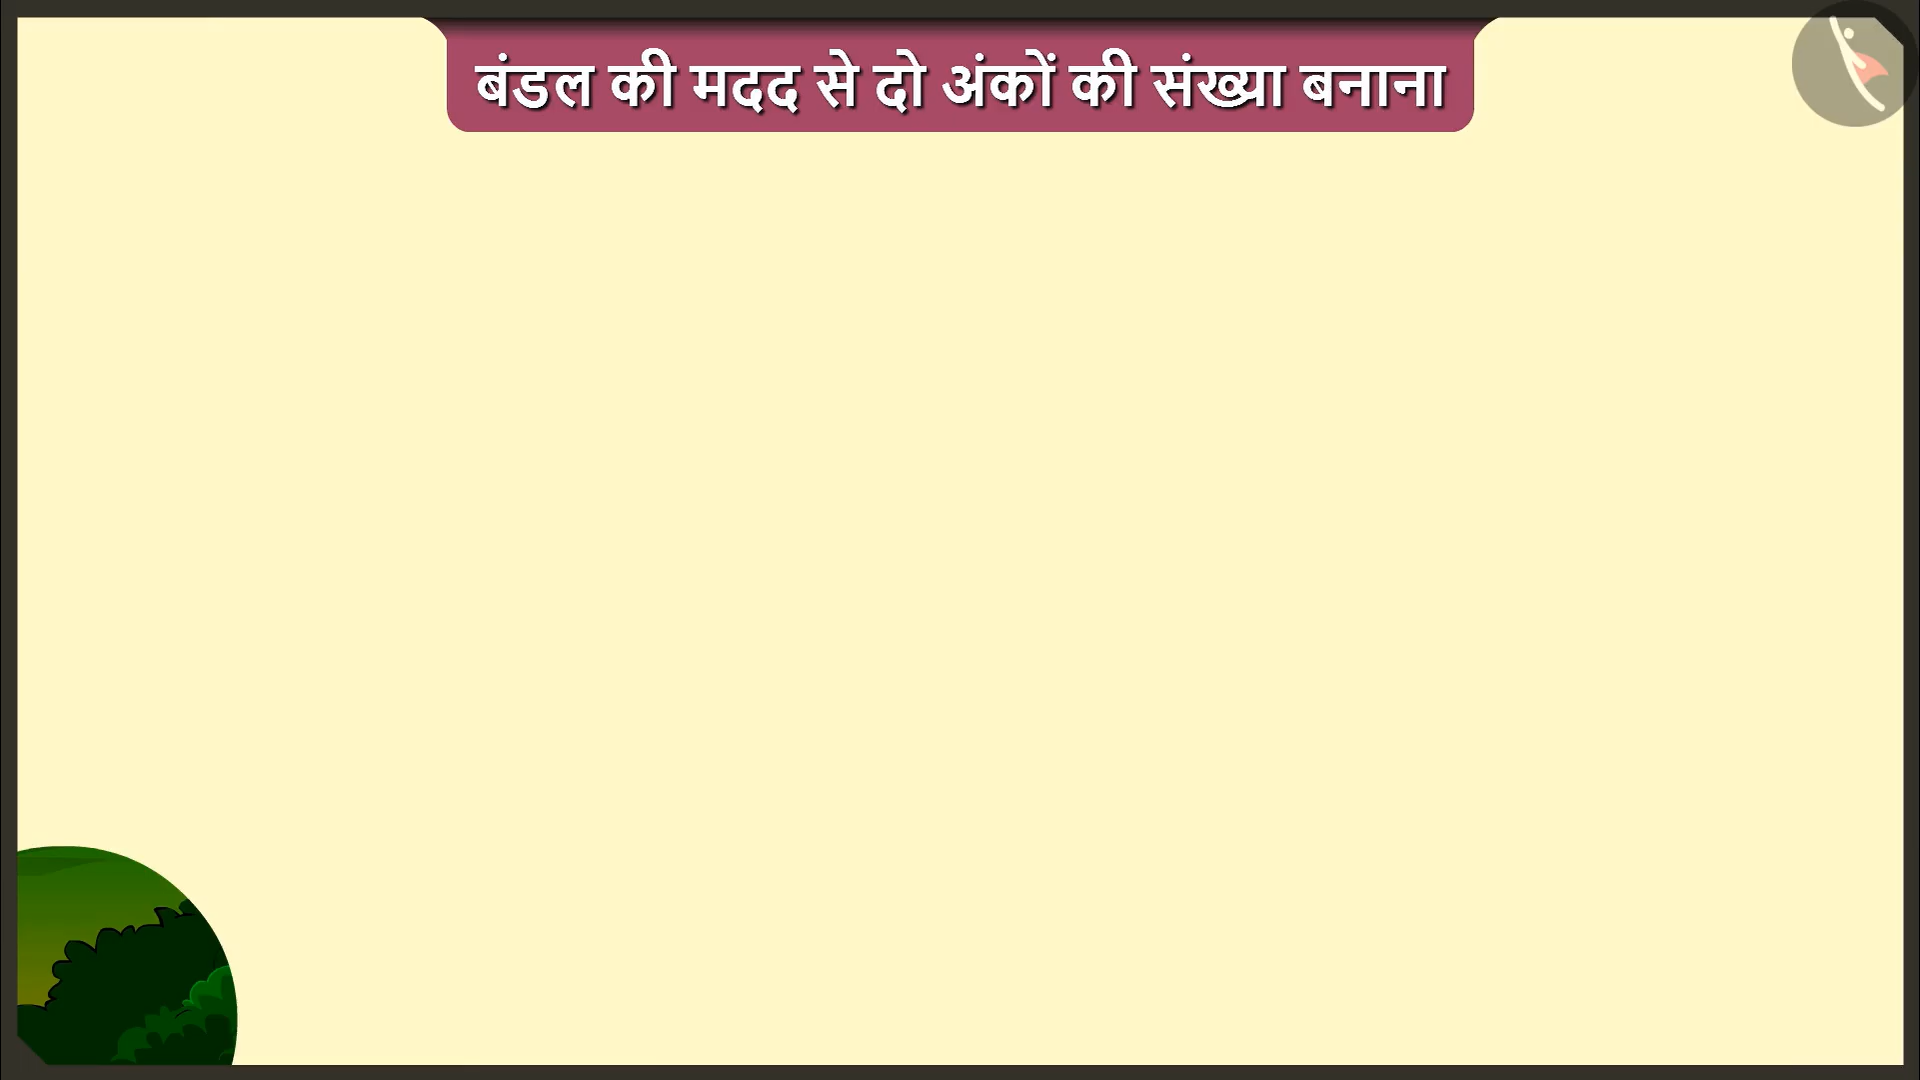 बंडल की मदद से दो अंकों की संख्या बनाना